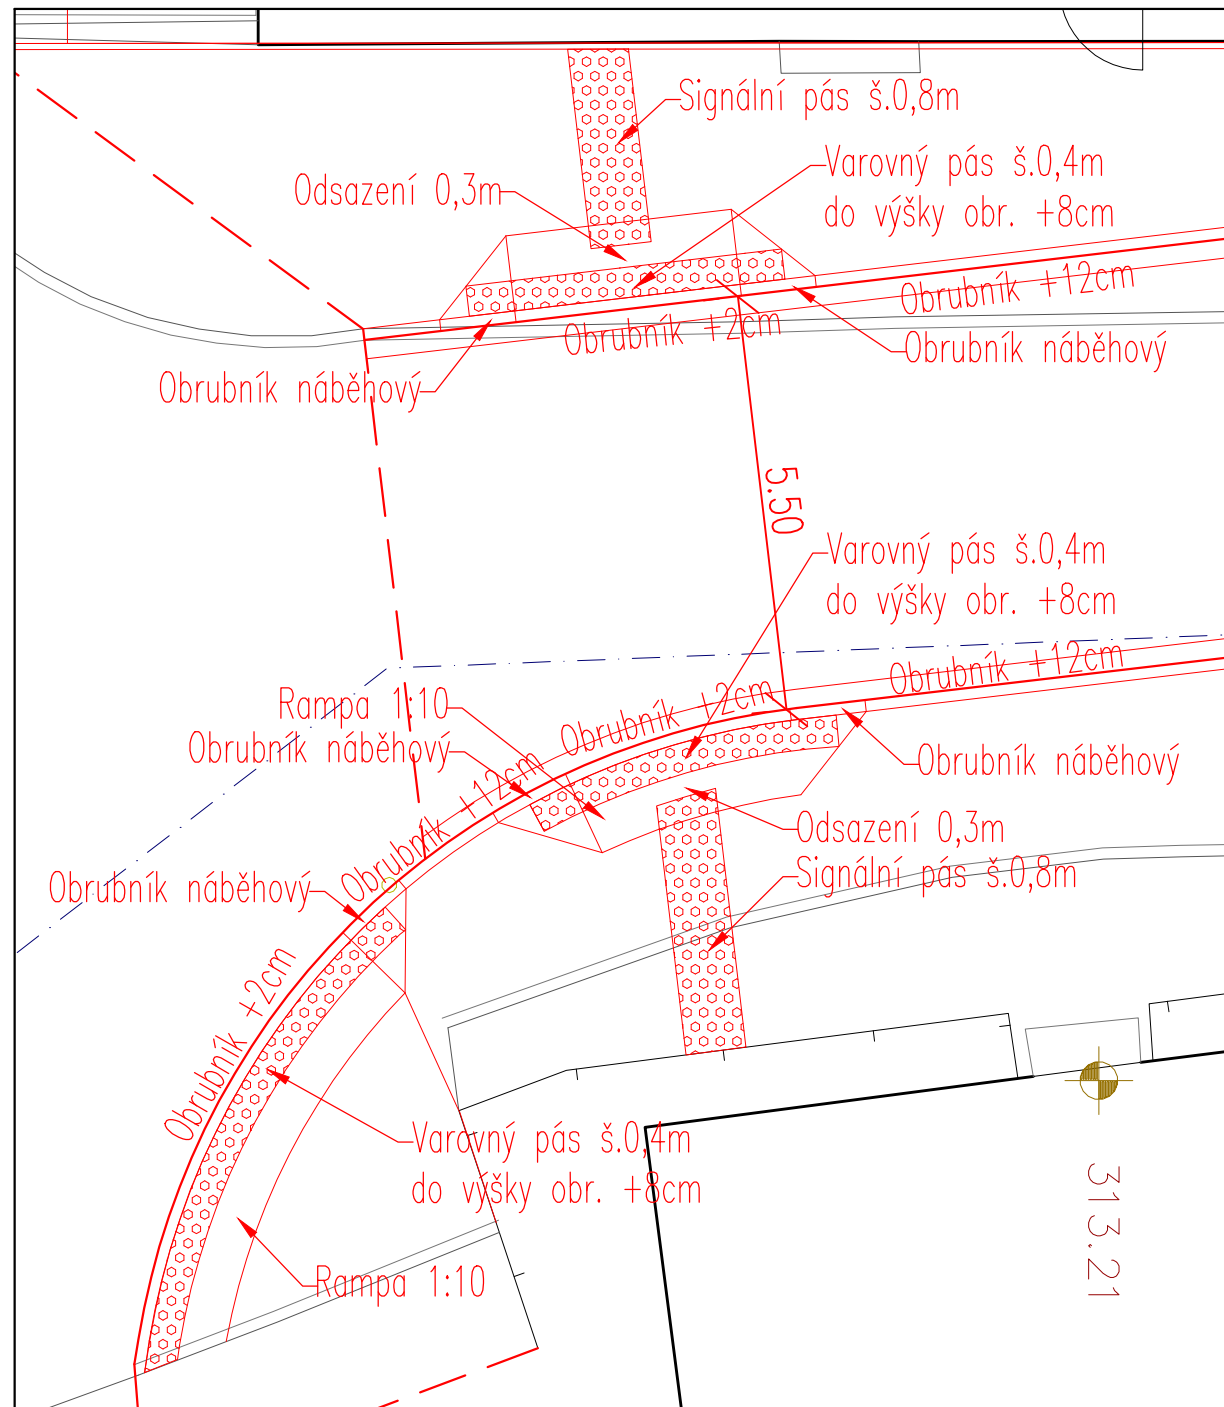 Signální pás š.0,8m
Varovný pás š.0,4m
do výšky obr. +8cm
Odsazení 0,3m
Obrubník +12cm
Obrubník +2cm
Obrubník náběhový
Obrubník náběhový
5.50
Varovný pás š.0,4m
do výšky obr. +8cm
Obrubník +12cm
Rampa 1:10
Obrubník +2cm
Obrubník náběhový
Obrubník náběhový
Obrubník +12cm
Odsazení 0,3m
Signální pás š.0,8m
Obrubník náběhový
Obrubník +2cm
Varovný pás š.0,4m
do výšky obr. +8cm
313.21
Rampa 1:10